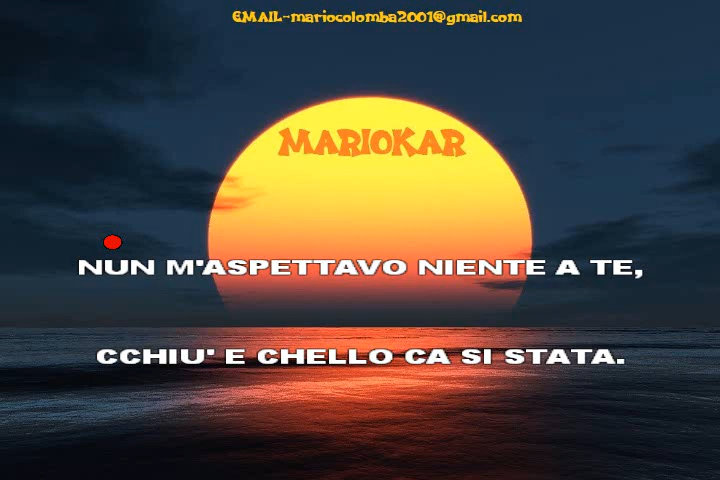 EMAIL-mariocolomba2001@gmail.com
MARIOKAR
NUN M'ASPETTAVO NIENTE A TE,
CCHIU' E CHELLO CA SI STATA.